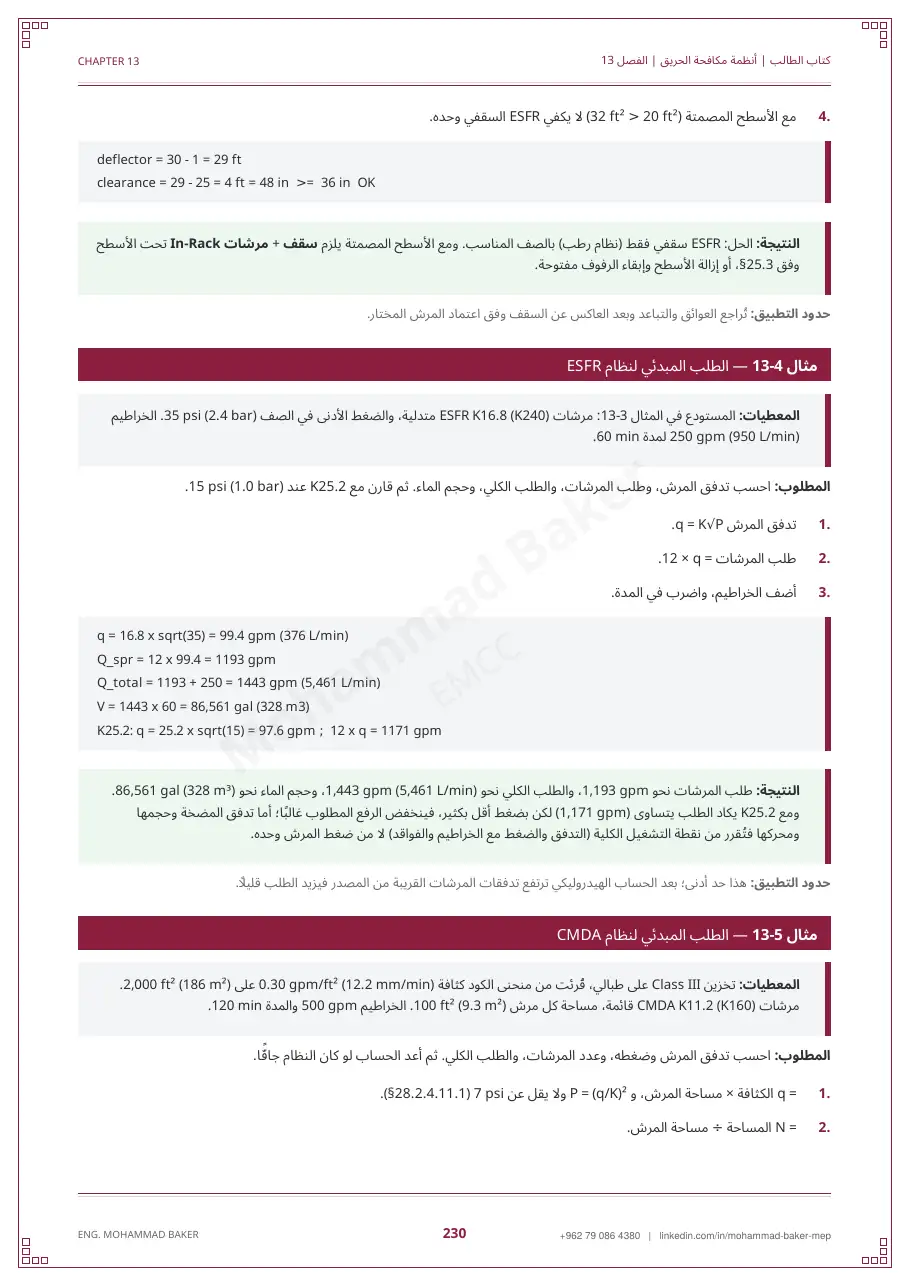 CHAPTER 13
كتاب الطالب | أنظمة مكافحة الحريق | الفصل 13
4. مع الأسطح المصمتة (32 ft² > 20 ft²) لا يكفي ESFR السقفي وحده.
deflector = 30 - 1 = 29 ft
clearance = 29 - 25 = 4 ft = 48 in >= 36 in OK
النتيجة: الحل: ESFR سقفي فقط (نظام رطب) بالصف المناسب. ومع الأسطح المصمتة يلزم سقف + مرشات In-Rack تحت الأسطح
وفق §25.3، أو إزالة الأسطح وإبقاء الرفوف مفتوحة.
حدود التطبيق: تُراجع العوائق والتباعد وبعد العاكس عن السقف وفق اعتماد المرش المختار.
مثال 4-13 — الطلب المبدئي لنظام ESFR
المعطيات: المستودع في المثال 3-13: مرشات ESFR K16.8 (K240) متدلية، والضغط الأدنى في الصف 35 psi (2.4 bar). الخراطيم
250 gpm (950 L/min) لمدة 60 min.
المطلوب: احسب تدفق المرش، وطلب المرشات، والطلب الكلي، وحجم الماء. ثم قارن مع K25.2 عند 15 psi (1.0 bar).
1. تدفق المرش q = K√P.
2. طلب المرشات = 12 × q.
3. أضف الخراطيم، واضرب في المدة.
q = 16.8 x sqrt(35) = 99.4 gpm (376 L/min)
Q_spr = 12 x 99.4 = 1193 gpm
Q_total = 1193 + 250 = 1443 gpm (5,461 L/min)
V = 1443 x 60 = 86,561 gal (328 m3)
K25.2: q = 25.2 x sqrt(15) = 97.6 gpm ; 12 x q = 1171 gpm
Mohammad Baker
EMCC
النتيجة: طلب المرشات نحو 1,193 gpm، والطلب الكلي نحو 1,443 gpm (5,461 L/min)، وحجم الماء نحو 86,561 gal (328 m³).
ومع K25.2 يكاد الطلب يتساوى (1,171 gpm) لكن بضغط أقل بكثير، فينخفض الرفع المطلوب غالبًا؛ أما تدفق المضخة وحجمها
ومحركها فتُقرر من نقطة التشغيل الكلية (التدفق والضغط مع الخراطيم والفواقد) لا من ضغط المرش وحده.
حدود التطبيق: هذا حد أدنى؛ بعد الحساب الهيدروليكي ترتفع تدفقات المرشات القريبة من المصدر فيزيد الطلب قليلًا.
مثال 5-13 — الطلب المبدئي لنظام CMDA
المعطيات: تخزين Class III على طبالي، قُرئت من منحنى الكود كثافة 0.30 gpm/ft² (12.2 mm/min) على 2,000 ft² (186 m²).
مرشات CMDA K11.2 (K160) قائمة، مساحة كل مرش 100 ft² (9.3 m²). الخراطيم 500 gpm والمدة 120 min.
المطلوب: احسب تدفق المرش وضغطه، وعدد المرشات، والطلب الكلي. ثم أعد الحساب لو كان النظام جافًا.
1. q = الكثافة × مساحة المرش، و P = (q/K)² ولا يقل عن 7 psi (§28.2.4.11.1).
2. N = المساحة ÷ مساحة المرش.
ENG. MOHAMMAD BAKER
230
+962 79 086 4380 | linkedin.com/in/mohammad-baker-mep